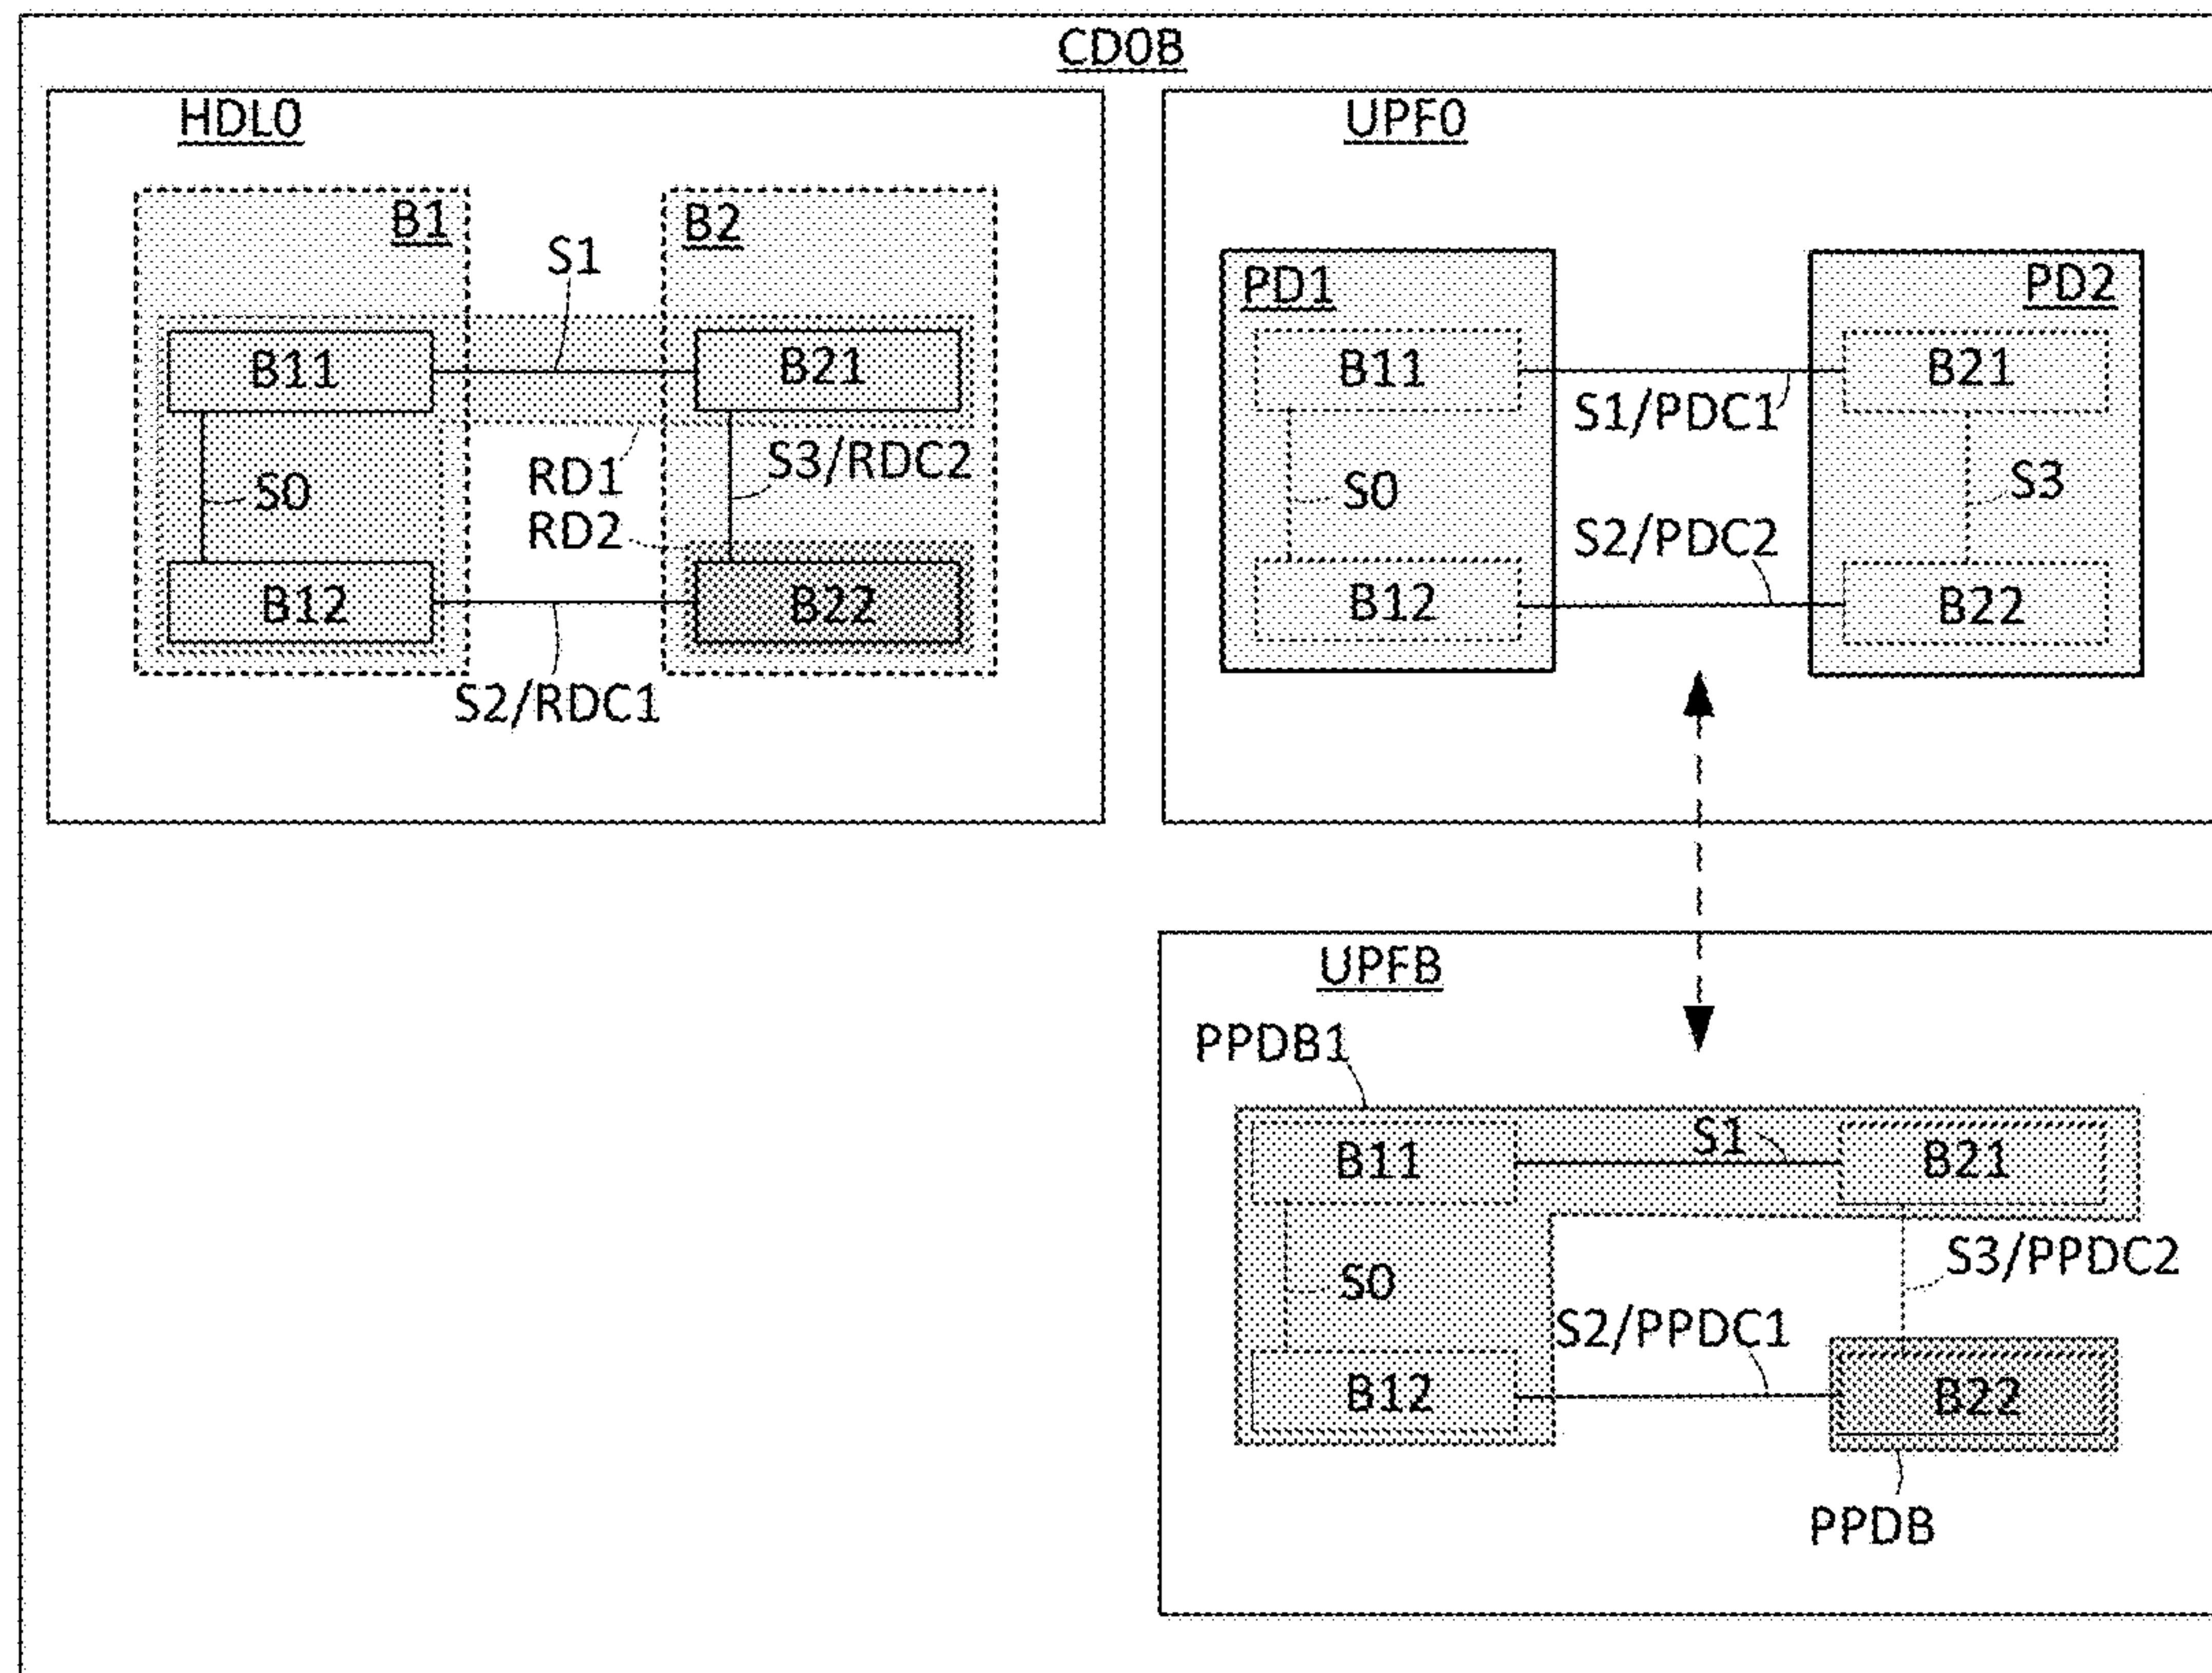 CD0B
HDL0
B1
B2
S1
B11
B21
S0
RD1
S3/RDC2
RD2
B12
B22
S2/RDC1
UPF0
PD1
PD2
B11
B21
S1/PDC1
S0
S3
S2/PDC2
B12
B22
UPFB
PPDB1
B11
S1
B21
S0
S3/PPDC2
S2/PPDC1
B12
B22
PPDB